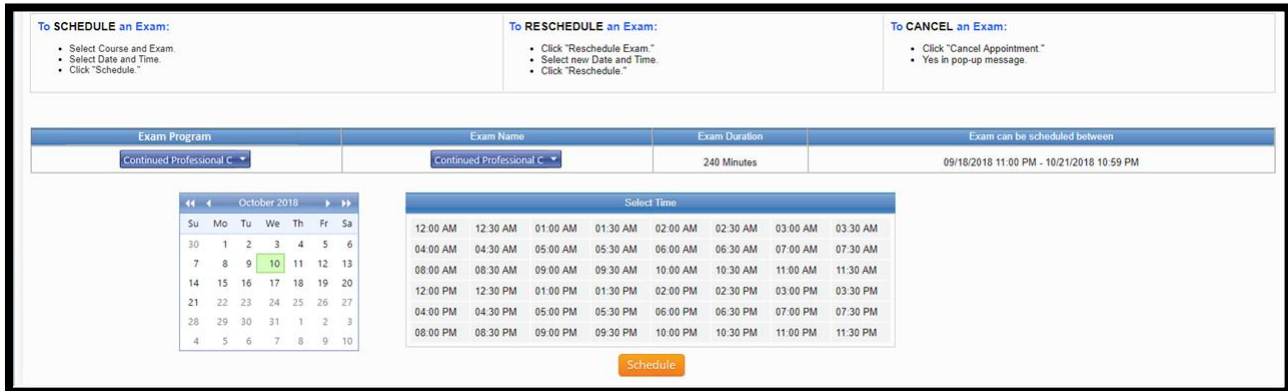 To SCHEDULE an Exam:
Select Course and Exam.
Select Date and Time.
Click "Schedule."
To RESCHEDULE an Exam:
Click "Reschedule Exam."
Select new Date and Time.
Click "Reschedule."
To CANCEL an Exam:
Click "Cancel Appointment."
Yes in pop-up message.
Exam Program Exam Name Exam Duration Exam can be scheduled between
Continued Professional C Continued Professional C 240 Minutes 09/18/2018 11:00 PM - 10/21/2018 10:59 PM
October 2018
Su Mo Tu We Th Fr Sa
30 1 2 3 4 5 6
7 8 9 10 11 12 13
14 15 16 17 18 19 20
21 22 23 24 25 26 27
28 29 30 31 1 2 3
4 5 6 7 8 9 10
Select Time
12:00 AM 12:30 AM 01:00 AM 01:30 AM 02:00 AM 02:30 AM 03:00 AM 03:30 AM
04:00 AM 04:30 AM 05:00 AM 05:30 AM 06:00 AM 06:30 AM 07:00 AM 07:30 AM
08:00 AM 08:30 AM 09:00 AM 09:30 AM 10:00 AM 10:30 AM 11:00 AM 11:30 AM
12:00 PM 12:30 PM 01:00 PM 01:30 PM 02:00 PM 02:30 PM 03:00 PM 03:30 PM
04:00 PM 04:30 PM 05:00 PM 05:30 PM 06:00 PM 06:30 PM 07:00 PM 07:30 PM
08:00 PM 08:30 PM 09:00 PM 09:30 PM 10:00 PM 10:30 PM 11:00 PM 11:30 PM
Schedule